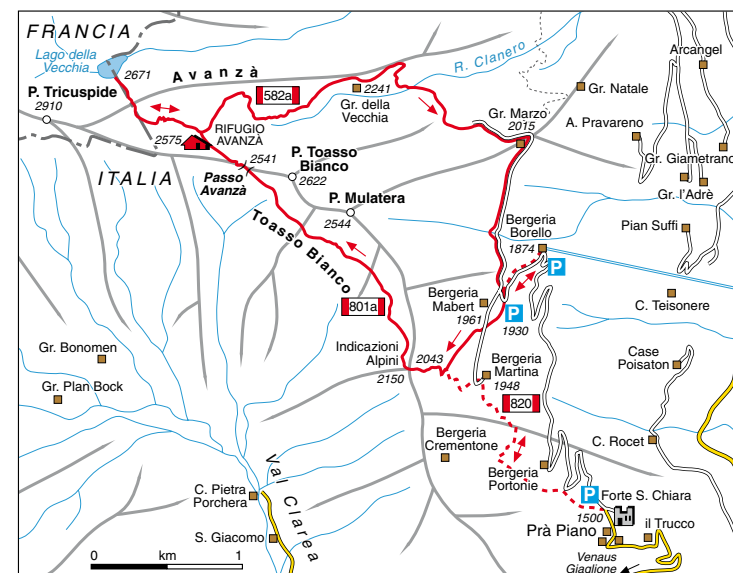 FRANCIA
Lago della
Vecchia
2671
Avanzà
R. Clanero
Arcangel
P. Tricuspide
2910
582a
2241
Gr. della
Vecchia
Gr. Natale
Gr. Marzo
2015
A. Pravareno
RIFUGIO
AVANZÀ
2575
2541
Passo
Avanzà
P. Toasso
Bianco
2622
Gr. Giametrano
Gr. l'Adrè
ITALIA
P. Mulatera
2544
Bergeria
Borello
1874
Pian Suffi
Toasso Bianco
P
801a
Bergeria
Mabert
1961
P
1930
C. Teisonere
Gr. Bonomen
Indicazioni
Alpini
2043
2150
Bergeria
Martina
1948
Case
Poisaton
Gr. Plan Bock
820
Bergeria
Crementone
C. Rocet
Val Clarea
Bergeria
Portonie
C. Pietra
Porchera
P
Forte S. Chiara
1500
Prà Piano
il Trucco
S. Giacomo
Venaus
Giaglione
0 km 1